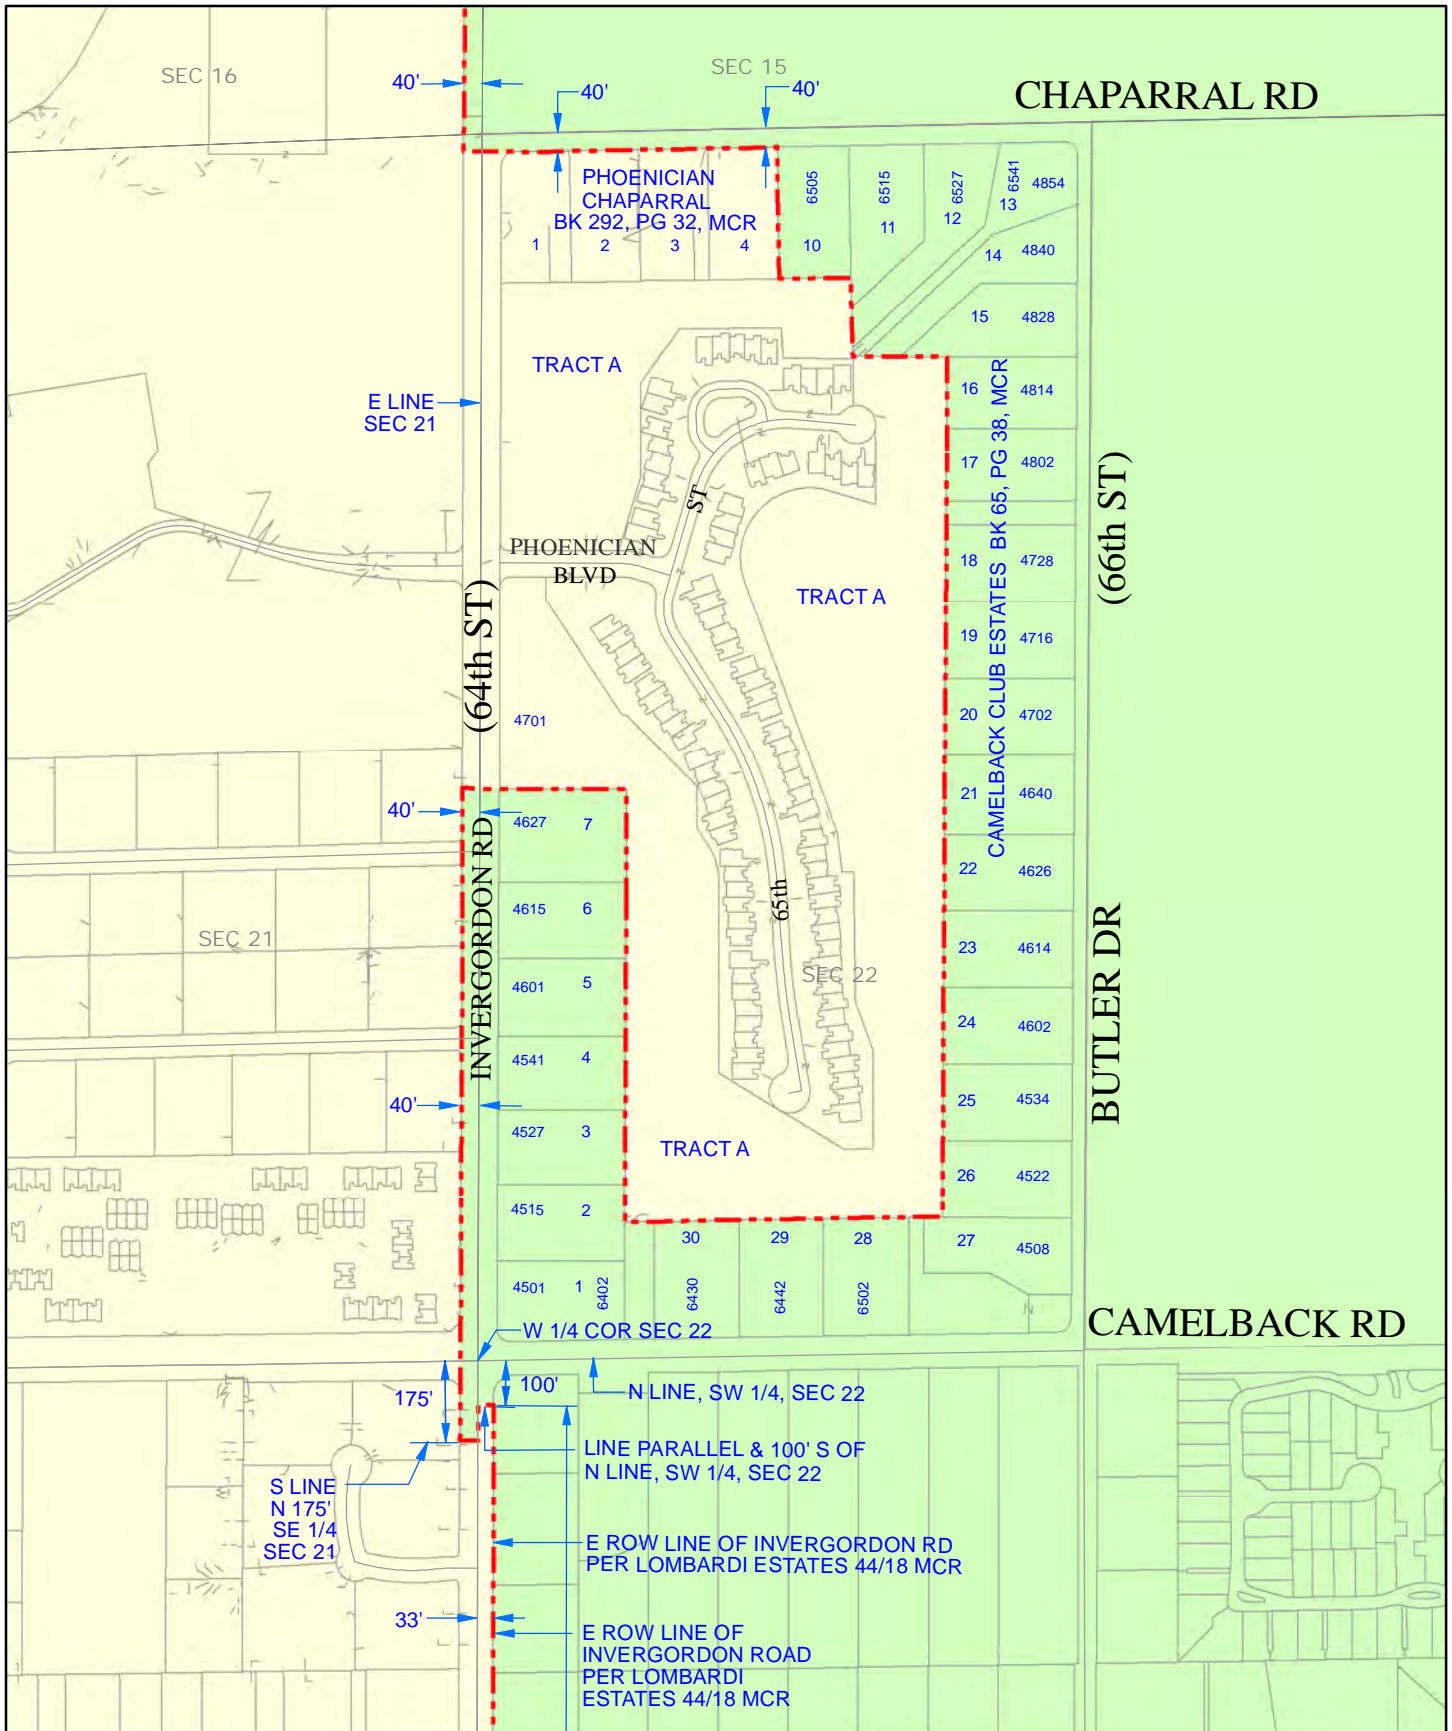 SEC 16
SEC 15
40'
40'
40'
CHAPARRAL RD
PHOENICIAN
CHAPARRAL
BK 292, PG 32, MCR
1
2
3
4
6505
10
6515
11
6527
12
6541
13
4854
14
4840
15
4828
TRACT A
E LINE
SEC 21
16
4814
17
4802
18
4728
19
4716
20
4702
21
4640
22
4626
23
4614
24
4602
25
4534
26
4522
27
4508
CAMELBACK CLUB ESTATES BK 65, PG 38, MCR
(66th ST)
BUTLER DR
65th
ST
PHOENICIAN
BLVD
TRACT A
(64th ST)
INVERGORDON RD
4701
40'
4627
7
4615
6
4601
5
4541
4
40'
4527
3
4515
2
4501
1
6402
SEC 21
SEC 22
TRACT A
30
29
28
6430
6442
6502
W 1/4 COR SEC 22
CAMELBACK RD
175'
100'
N LINE, SW 1/4, SEC 22
LINE PARALLEL & 100' S OF
N LINE, SW 1/4, SEC 22
S LINE
N 175'
SE 1/4
SEC 21
E ROW LINE OF INVERGORDON RD
PER LOMBARDI ESTATES 44/18 MCR
33'
E ROW LINE OF
INVERGORDON ROAD
PER LOMBARDI
ESTATES 44/18 MCR